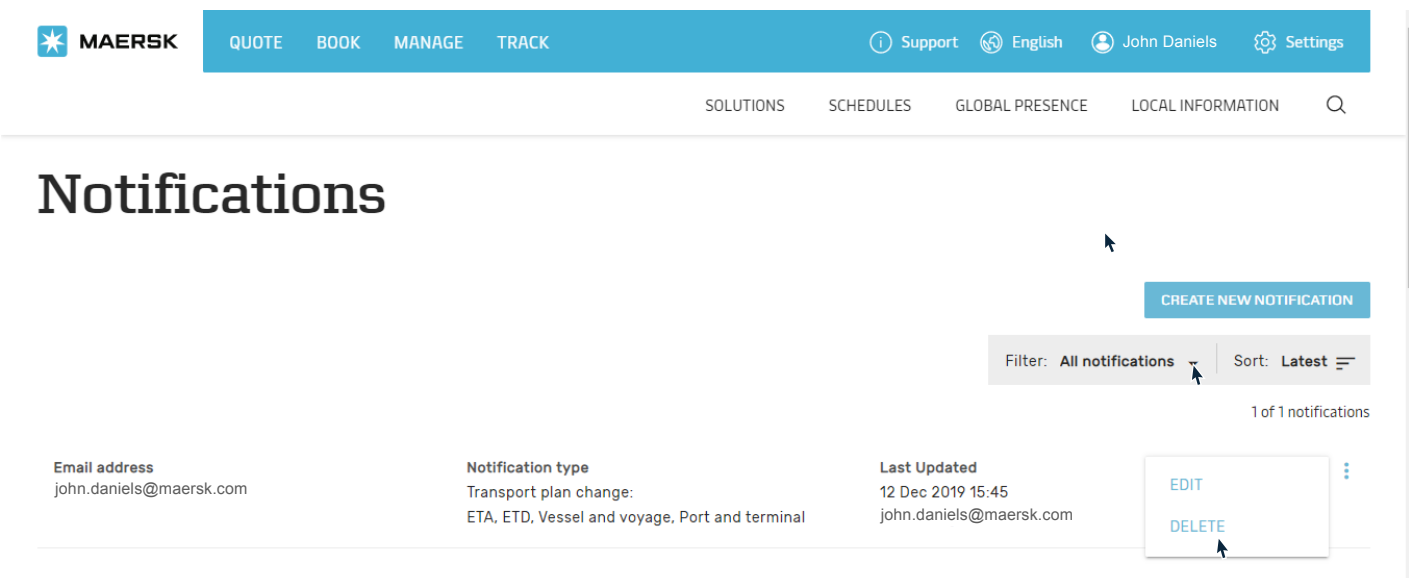 MAERSK QUOTE BOOK MANAGE TRACK Support English John Daniels Settings
SOLUTIONS SCHEDULES GLOBAL PRESENCE LOCAL INFORMATION
Notifications
CREATE NEW NOTIFICATION
Filter: All notifications Sort: Latest
1 of 1 notifications
Email address Notification type Last Updated
john.daniels@maersk.com Transport plan change: 12 Dec 2019 15:45 EDIT
ETA, ETD, Vessel and voyage, Port and terminal john.daniels@maersk.com
DELETE